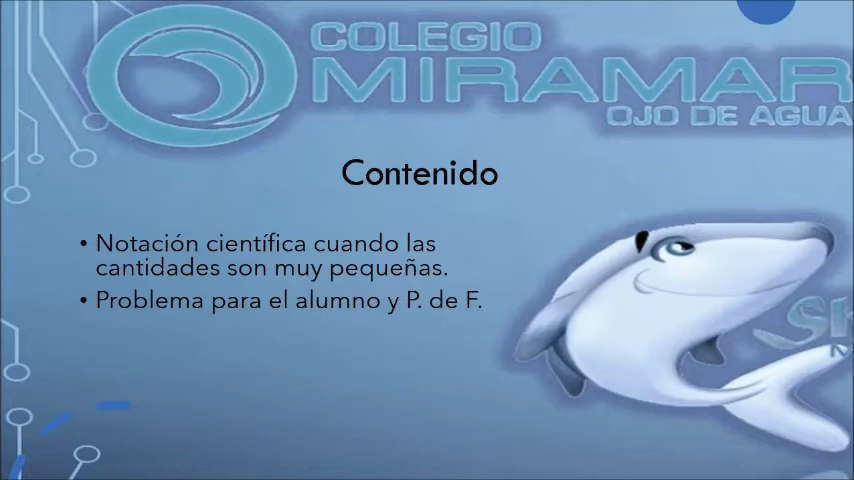 COLEGIO
MIRAMAR
OJO DE AGUA
Contenido
• Notación científica cuando las
cantidades son muy pequeñas.
• Problema para el alumno y P. de F.